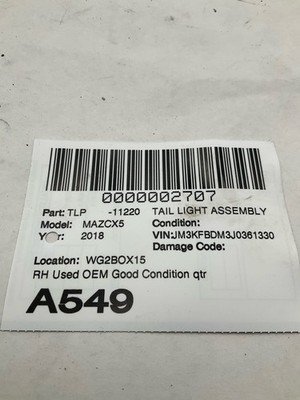 0000002707
Part: TLP -11220 TAIL LIGHT ASSEMBLY
Model: MAZCX5 Condition:
Year: 2018 VIN:JM3KFBDM3J0361330
Damage Code:
Location: WG2BOX15
RH Used OEM Good Condition qtr
A549